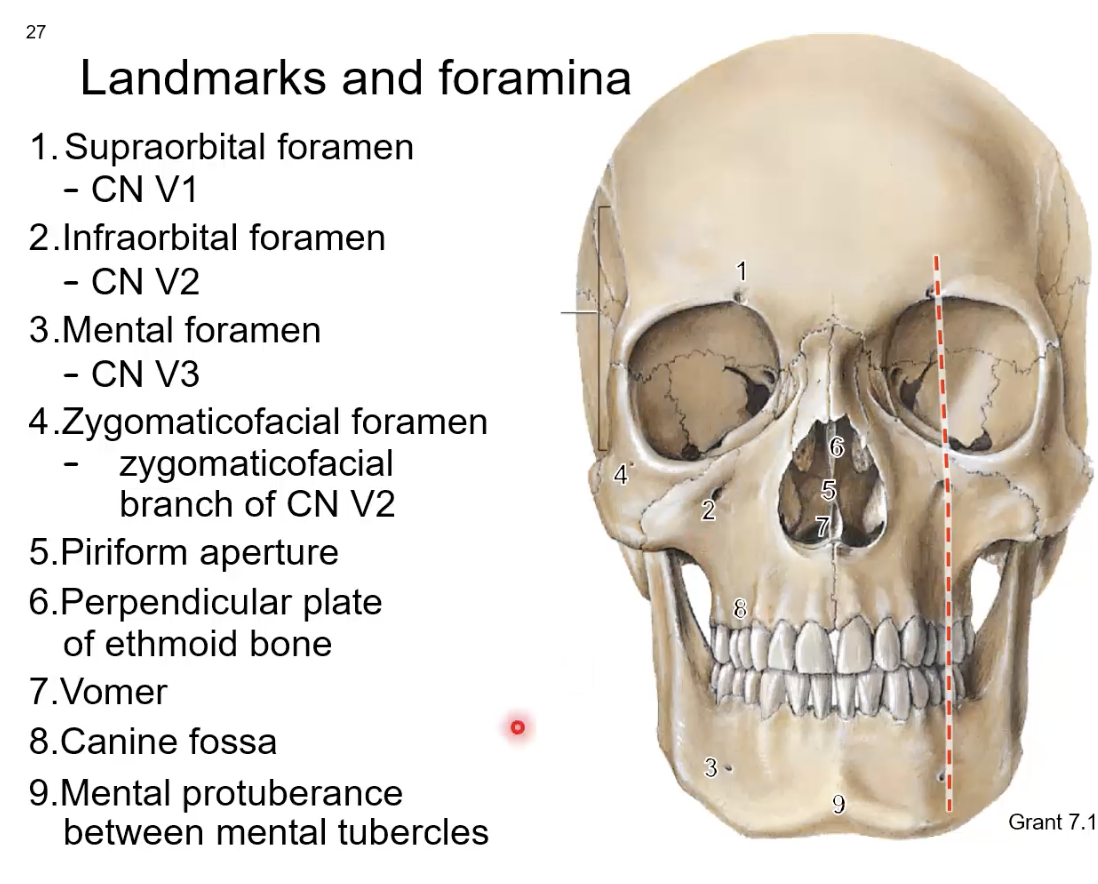 27
Landmarks and foramina
1. Supraorbital foramen
– CN V1
2.Infraorbital foramen
– CN V2
3.Mental foramen
– CN V3
4.Zygomaticofacial foramen
– zygomaticofacial
branch of CN V2
5.Piriform aperture
6.Perpendicular plate
of ethmoid bone
7.Vomer
8.Canine fossa
9.Mental protuberance
between mental tubercles
1
6
4
5
2
7
8
3
9
Grant 7.1